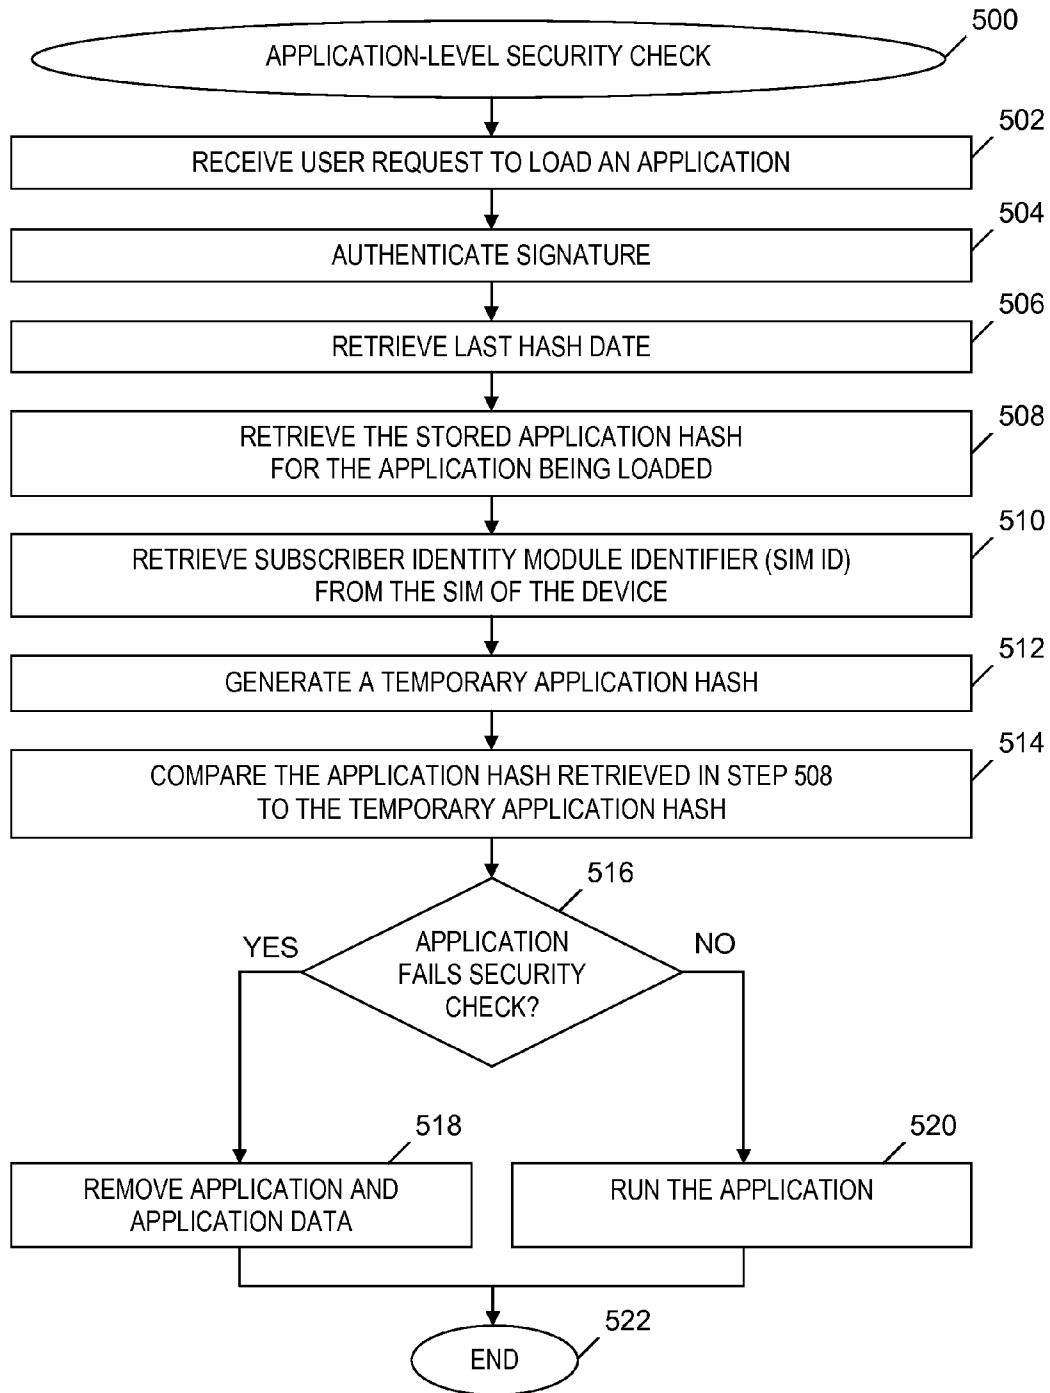 500
APPLICATION-LEVEL SECURITY CHECK
502
RECEIVE USER REQUEST TO LOAD AN APPLICATION
504
AUTHENTICATE SIGNATURE
506
RETRIEVE LAST HASH DATE
508
RETRIEVE THE STORED APPLICATION HASH
FOR THE APPLICATION BEING LOADED
510
RETRIEVE SUBSCRIBER IDENTITY MODULE IDENTIFIER (SIM ID)
FROM THE SIM OF THE DEVICE
512
GENERATE A TEMPORARY APPLICATION HASH
514
COMPARE THE APPLICATION HASH RETRIEVED IN STEP 508
TO THE TEMPORARY APPLICATION HASH
516
APPLICATION
FAILS SECURITY
CHECK?
YES
NO
518
REMOVE APPLICATION AND
APPLICATION DATA
520
RUN THE APPLICATION
522
END